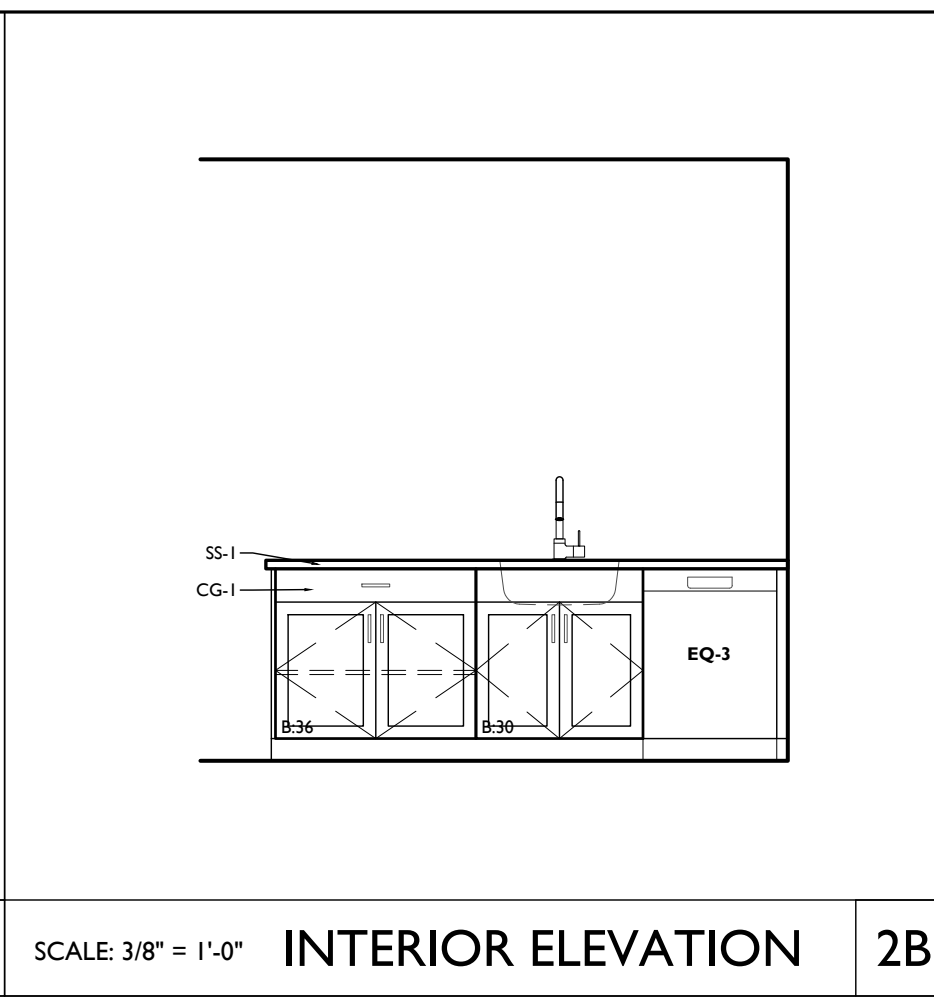 SS-1
CG-1
EQ-3
B:36
B:30
SCALE: 3/8" = 1'-0"
INTERIOR ELEVATION
2B